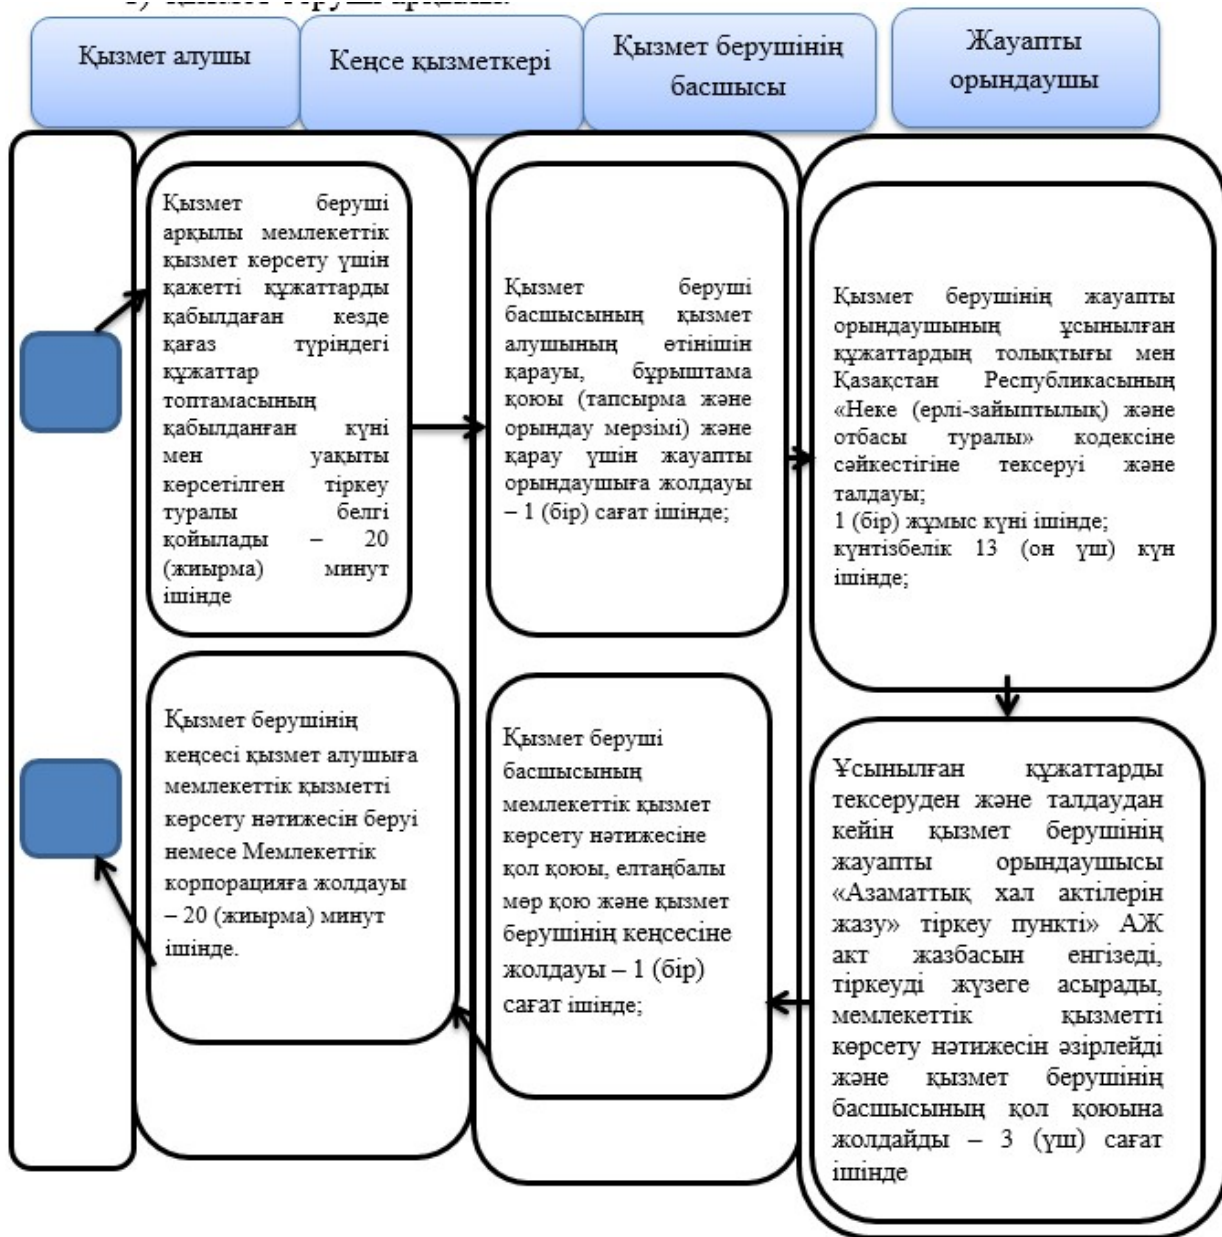 Қызмет алушы
Кеңсе қызметкері
Қызмет берушінің
басшысы
Жауапты
орындаушы
Қызмет беруші
арқылы мемлекеттік
қызмет көрсету үшін
қажетті құжаттарды
қабылдаған кезде
қағаз түріндегі
құжаттар
топтамасының
қабылданған күні
мен уақыты
көрсетілген тіркеу
туралы белгі
қойылады – 20
(жиырма) минут
ішінде
Қызмет беруші
басшысының қызмет
алушының өтінішін
қарауы, бұрыштама
қоюы (тапсырма және
орындау мерзімі) және
қарау үшін жауапты
орындаушыға жолдауы
– 1 (бір) сағат ішінде;
Қызмет берушінің жауапты
орындаушының ұсынылған
құжаттардың толықтығы мен
Қазақстан Республикасының
«Неке (ерлі-зайыптылық) және
отбасы туралы» кодексіне
сәйкестігіне тексеруі және
талдауы;
1 (бір) жұмыс күні ішінде;
күнтізбелік 13 (он үш) күн
ішінде;
Ұсынылған құжаттарды
тексеруден және талдаудан
кейін қызмет берушінің
жауапты орындаушысы
«Азаматтық хал актілерін
жазу» тіркеу пункті» АЖ
акт жазбасын енгізеді,
тіркеуді жүзеге асырады,
мемлекеттік қызметті
көрсету нәтижесін әзірлейді
және қызмет берушінің
басшысының қол қоюына
жолдайды – 3 (үш) сағат
ішінде
Қызмет беруші
басшысының
мемлекеттік қызмет
көрсету нәтижесіне
қол қоюы, елтаңбалы
мөр қою және қызмет
берушінің кеңсесіне
жолдауы – 1 (бір)
сағат ішінде;
Қызмет берушінің
кеңсесі қызмет алушыға
мемлекеттік қызметті
көрсету нәтижесін беруі
немесе Мемлекеттік
корпорацияға жолдауы
– 20 (жиырма) минут
ішінде.